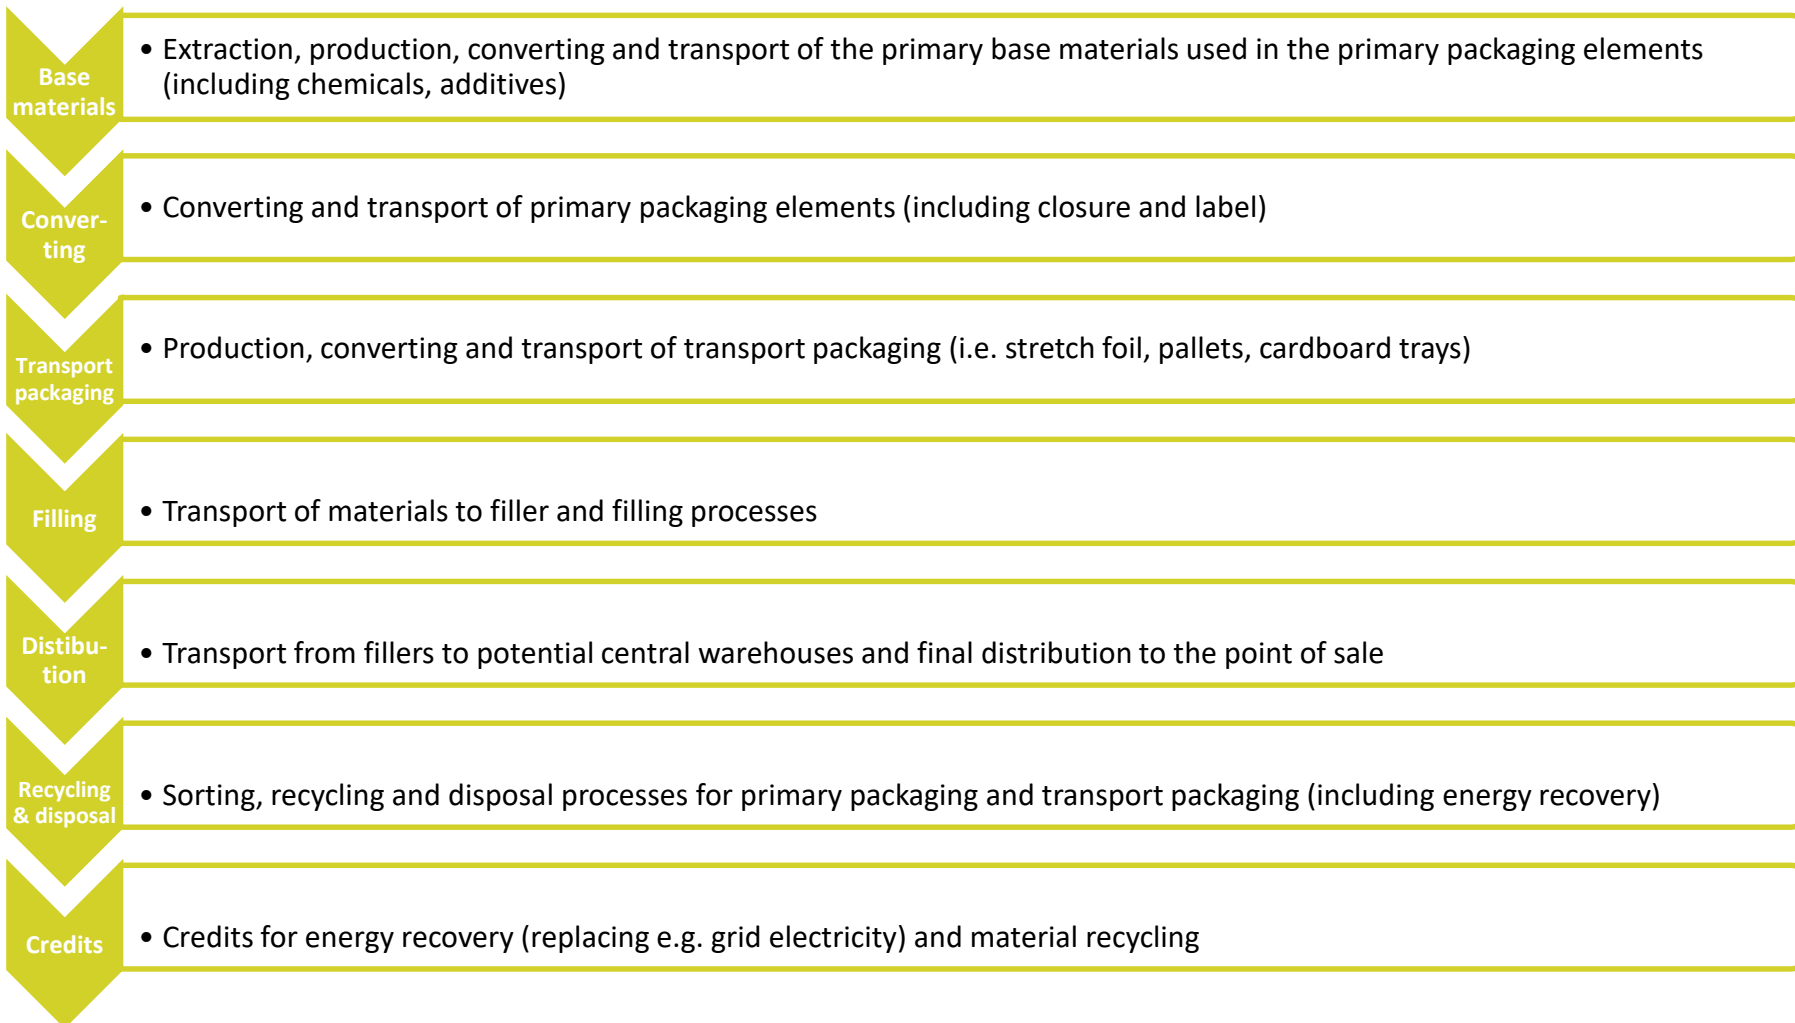 Base
materials
• Extraction, production, converting and transport of the primary base materials used in the primary packaging elements
(including chemicals, additives)
Conver-
ting
• Converting and transport of primary packaging elements (including closure and label)
Transport
packaging
• Production, converting and transport of transport packaging (i.e. stretch foil, pallets, cardboard trays)
Filling
• Transport of materials to filler and filling processes
Distibu-
tion
• Transport from fillers to potential central warehouses and final distribution to the point of sale
Recycling
& disposal
• Sorting, recycling and disposal processes for primary packaging and transport packaging (including energy recovery)
Credits
• Credits for energy recovery (replacing e.g. grid electricity) and material recycling